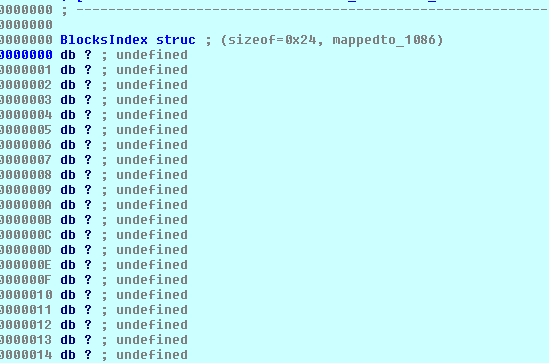 0000000 ; ---------------------------------------------------------------
0000000
0000000 BlocksIndex struc ; (sizeof=0x24, mappedto_1086)
0000000 db ? ; undefined
0000001 db ? ; undefined
0000002 db ? ; undefined
0000003 db ? ; undefined
0000004 db ? ; undefined
0000005 db ? ; undefined
0000006 db ? ; undefined
0000007 db ? ; undefined
0000008 db ? ; undefined
0000009 db ? ; undefined
000000A db ? ; undefined
000000B db ? ; undefined
000000C db ? ; undefined
000000D db ? ; undefined
000000E db ? ; undefined
000000F db ? ; undefined
0000010 db ? ; undefined
0000011 db ? ; undefined
0000012 db ? ; undefined
0000013 db ? ; undefined
0000014 db ? ; undefined